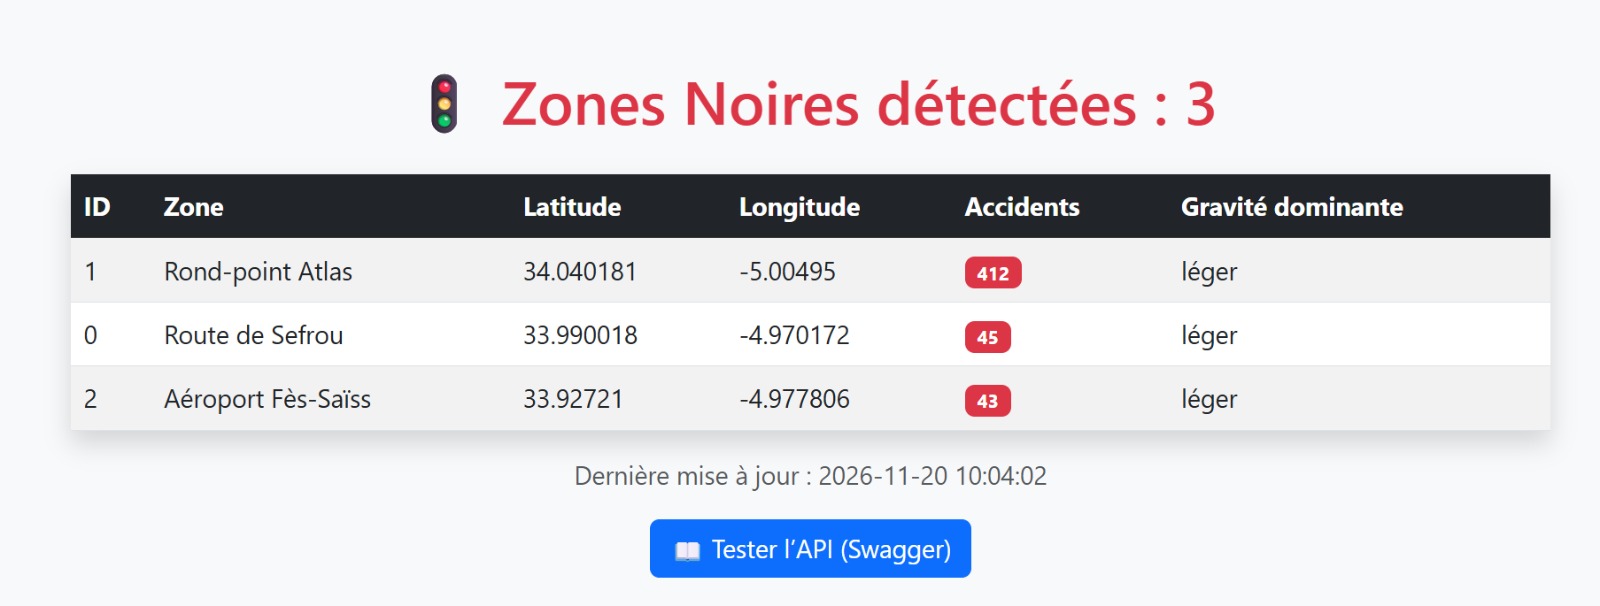 Zones Noires détectées : 3
ID Zone Latitude Longitude Accidents Gravité dominante
1 Rond-point Atlas 34.040181 -5.00495 412 léger
0 Route de Sefrou 33.990018 -4.970172 45 léger
2 Aéroport Fès-Saïss 33.92721 -4.977806 43 léger
Dernière mise à jour : 2026-11-20 10:04:02
Tester l'API (Swagger)